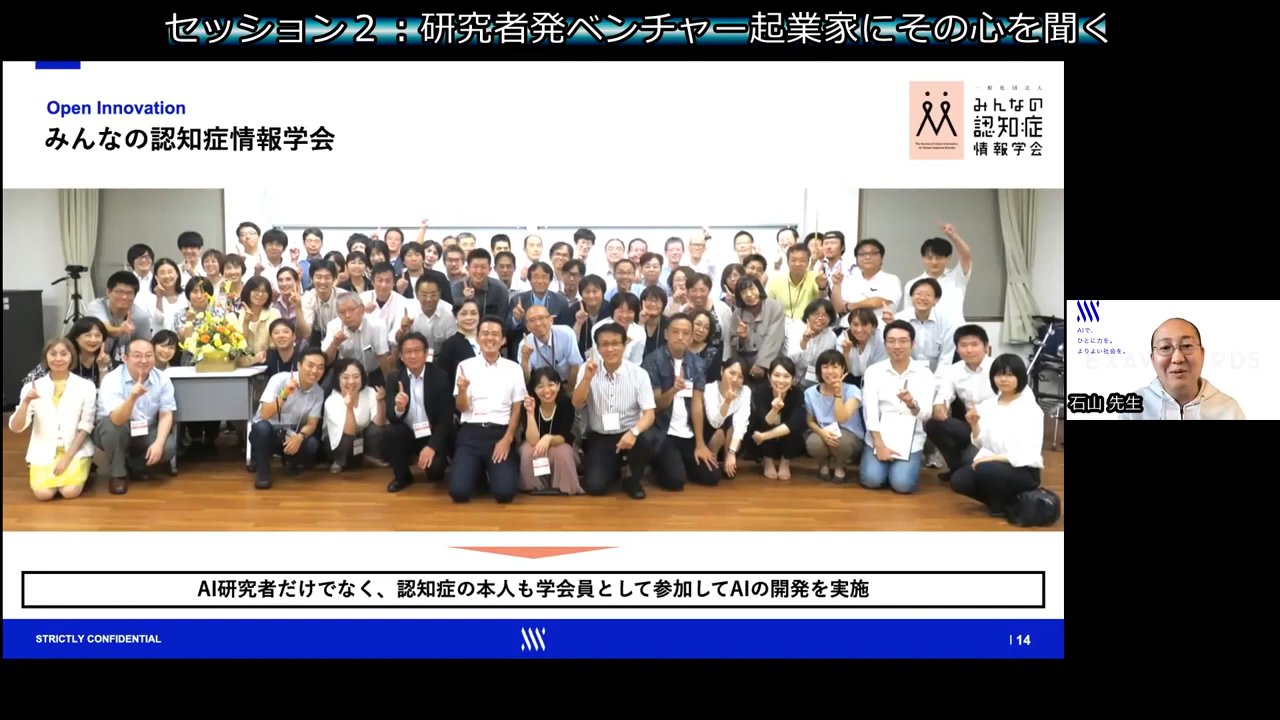 セッション２：研究者発ベンチャー起業家にその心を聞く
Open Innovation
みんなの認知症情報学会
一般社団法人
みんなの
認知症
情報学会
AI研究者だけでなく、認知症の本人も学会員として参加してAIの開発を実施
STRICTLY CONFIDENTIAL
14
AIで、
ひとに力を。
よりよい社会を。
EXAWIZARDS
石山 先生